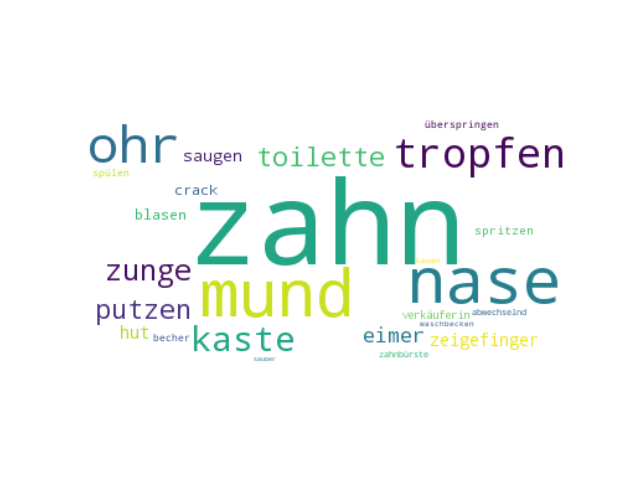 überspringen
ohr
saugen
toilette
tropfen
spülen
crack
zahn
blasen
spritzen
zunge
mund
kauen
nase
putzen
verkäuferin
abwechselnd
hut
becher
kaste
eimer
waschbecken
zeigefinger
sauber
zahnbürste